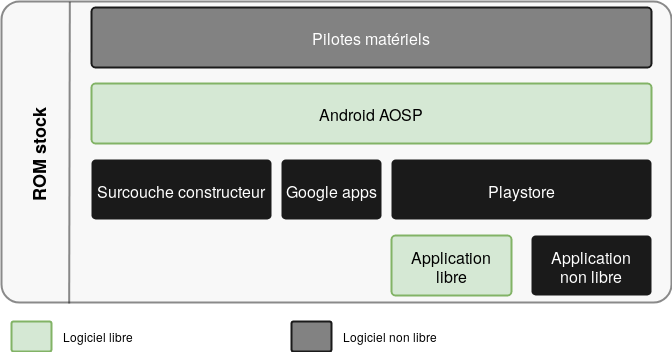 ROM stock
Pilotes matériels
Android AOSP
Surcouche constructeur
Google apps
Playstore
Application
libre
Application
non libre
Logiciel libre
Logiciel non libre